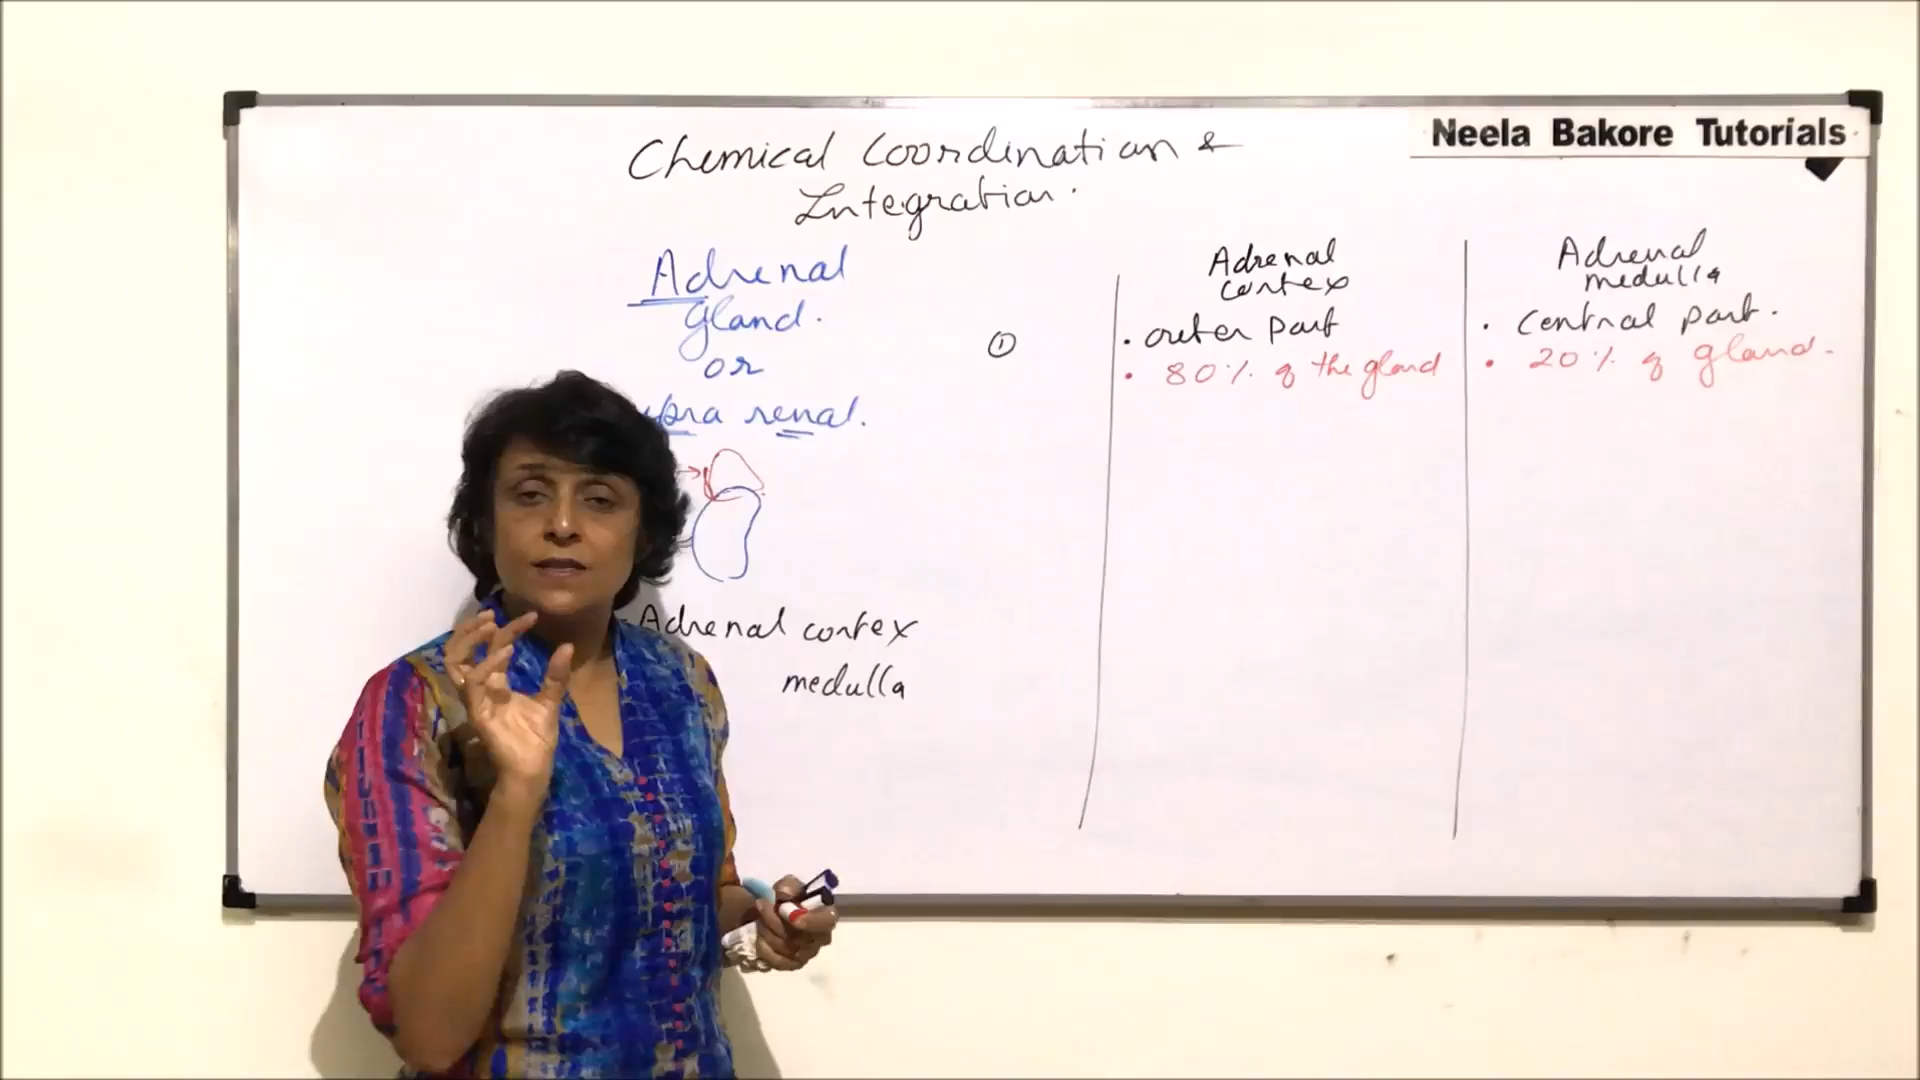 Neela Bakore Tutorials
Chemical Coordination &
Integration.
Adrenal
gland.
or
renal.
Adrenal cortex
medulla
①
Adrenal
cortex
• outer part
• 80% of the gland
Adrenal
medulla
• Central part.
• 20% of gland.